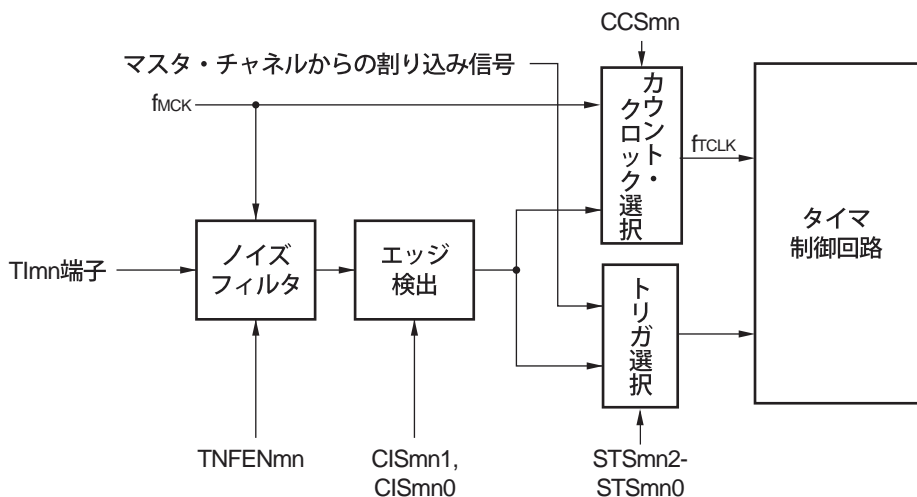 CCSmn
マスタ・チャネルからの割り込み信号
fMCK
カウント・
クロック選択
fTCLK
タイマ
制御回路
TImn端子
ノイズ
フィルタ
エッジ
検出
トリガ選択
TNFENmn
CISmn1,
CISmn0
STSmn2-
STSmn0